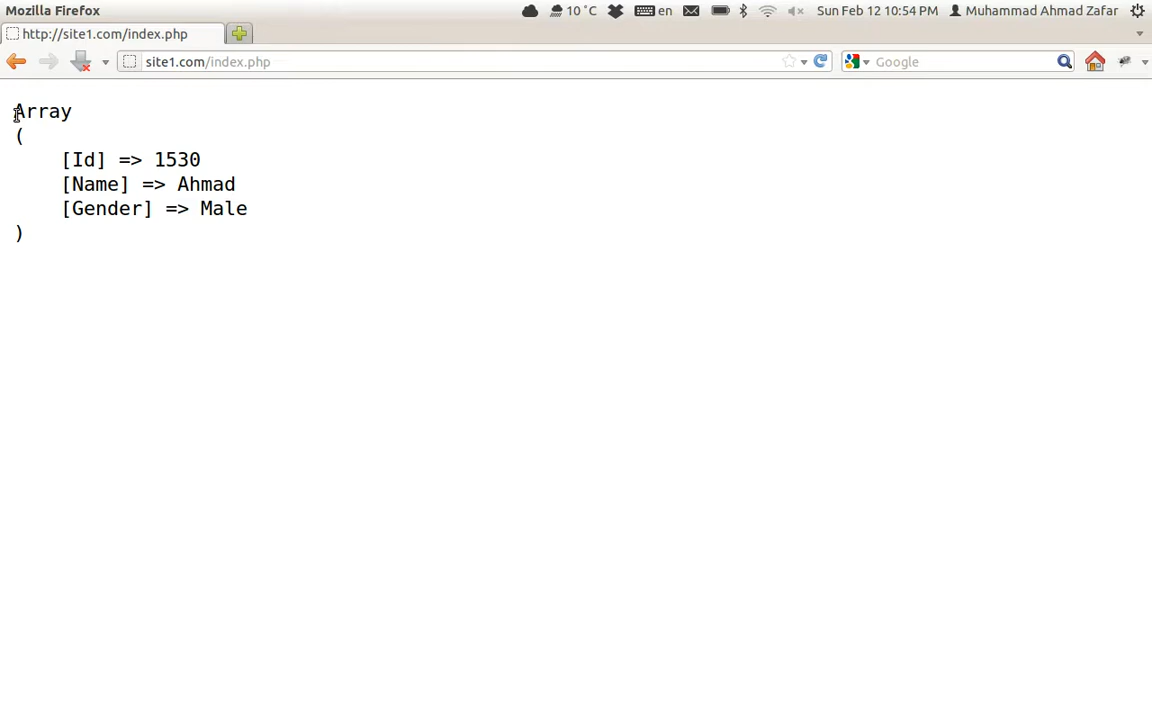 Mozilla Firefox
10 °C
en
Sun Feb 12 10:54 PM
Muhammad Ahmad Zafar
http://site1.com/index.php
site1.com/index.php
Google
Array
(
    [Id] => 1530
    [Name] => Ahmad
    [Gender] => Male
)